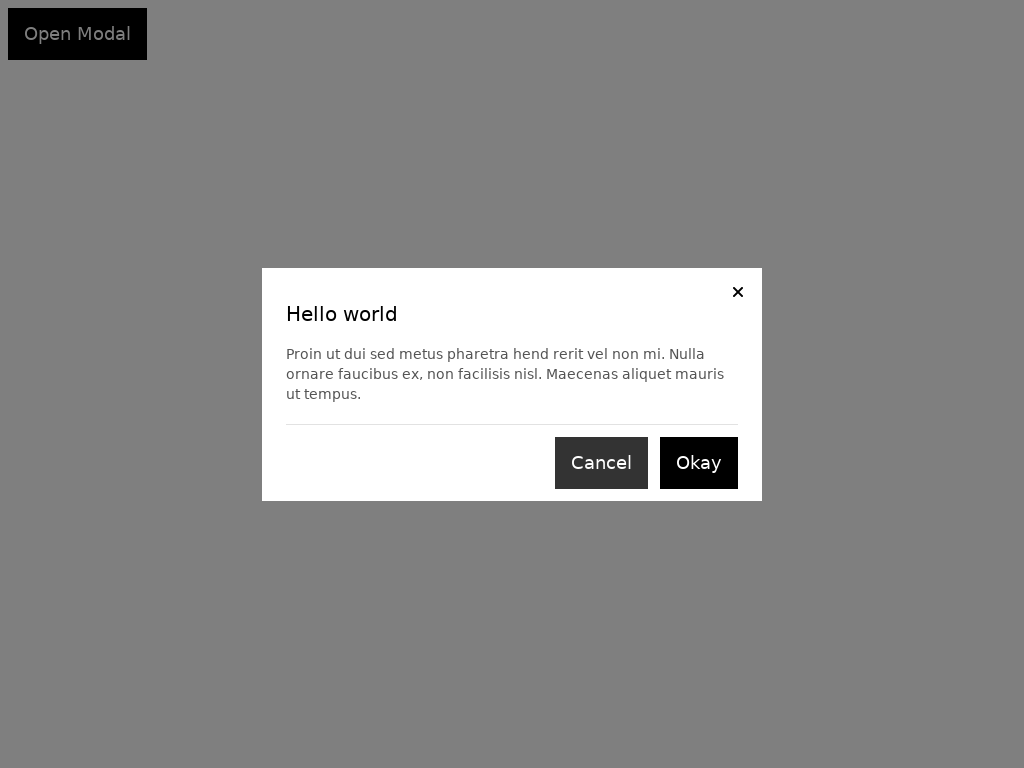 Open Modal
Hello world
Proin ut dui sed metus pharetra hend rerit vel non mi. Nulla
ornare faucibus ex, non facilisis nisl. Maecenas aliquet mauris
ut tempus.
Cancel
Okay